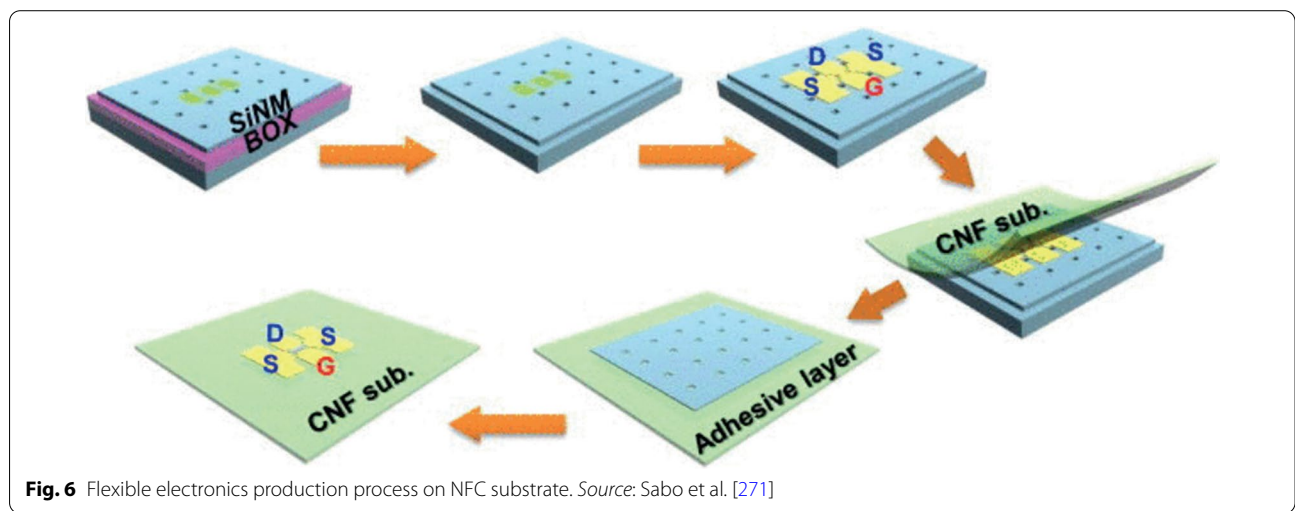 SiNM
BOX
D
S
S
G
CNF sub.
D
S
S
G
CNF sub.
Adhesive layer
Fig. 6 Flexible electronics production process on NFC substrate. Source: Sabo et al. [271]